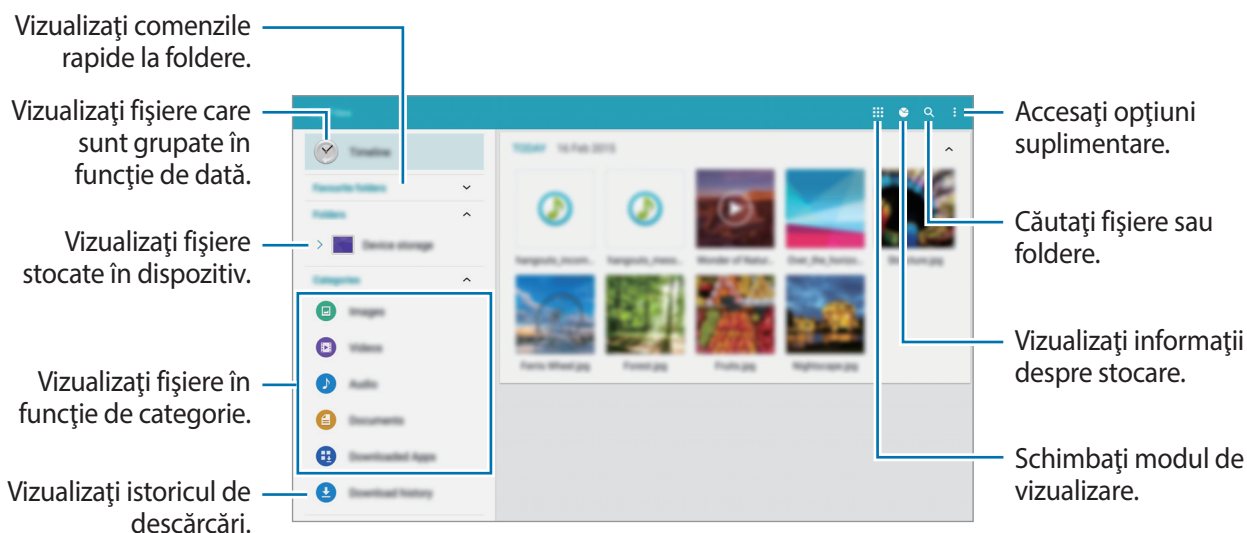 Vizualizaţi comenzile
rapide la foldere.
Vizualizaţi fişiere care
sunt grupate în
funcţie de dată.
Vizualizaţi fişiere
stocate în dispozitiv.
Vizualizaţi fişiere în
funcţie de categorie.
Vizualizaţi istoricul de
descărcări.
Timeline
Favourite folders
Folders
Device storage
Categories
Images
Videos
Audio
Documents
Downloaded Apps
Download history
TODAY 16 Feb 2015
Ferris Wheel.jpg
Forest.jpg
Fruits.jpg
Nightscape.jpg
Accesaţi opţiuni
suplimentare.
Căutaţi fişiere sau
foldere.
Vizualizaţi informaţii
despre stocare.
Schimbaţi modul de
vizualizare.